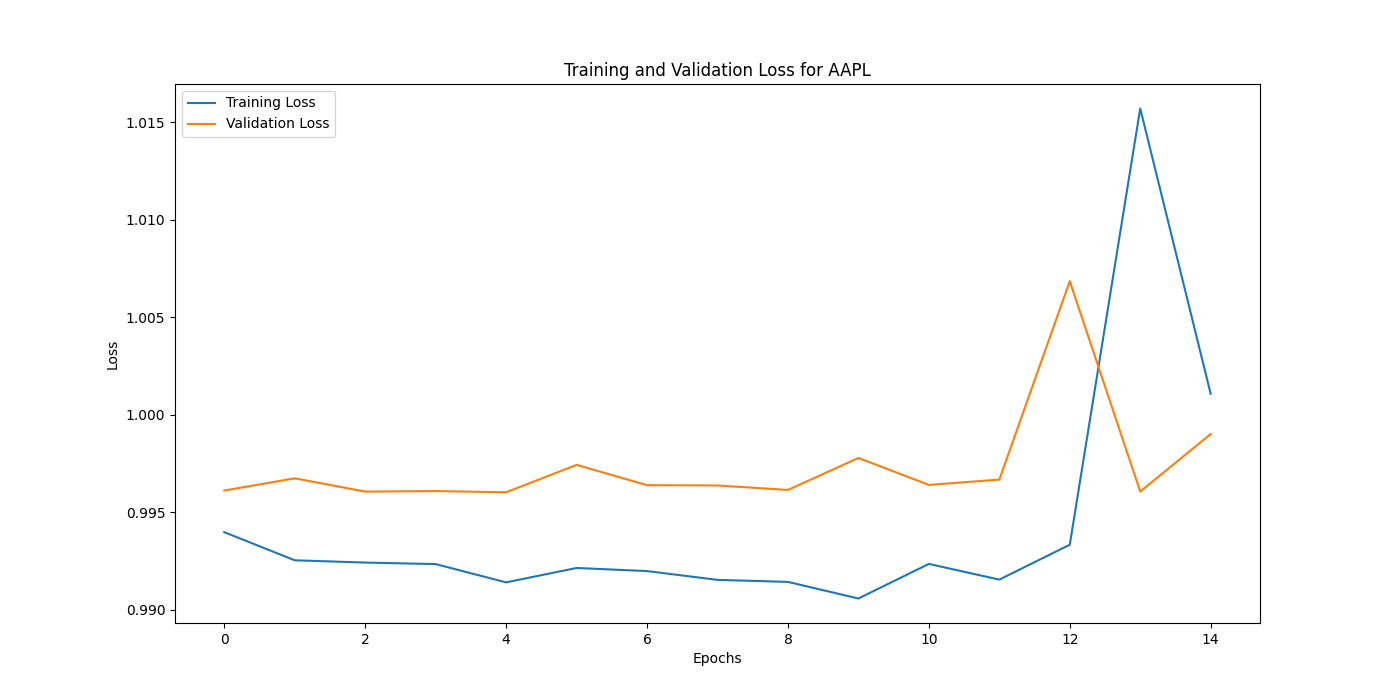 Training and Validation Loss for AAPL
Training Loss
Validation Loss
1.015
1.010
1.005
1.000
0.995
0.990
Loss
0 2 4 6 8 10 12 14
Epochs